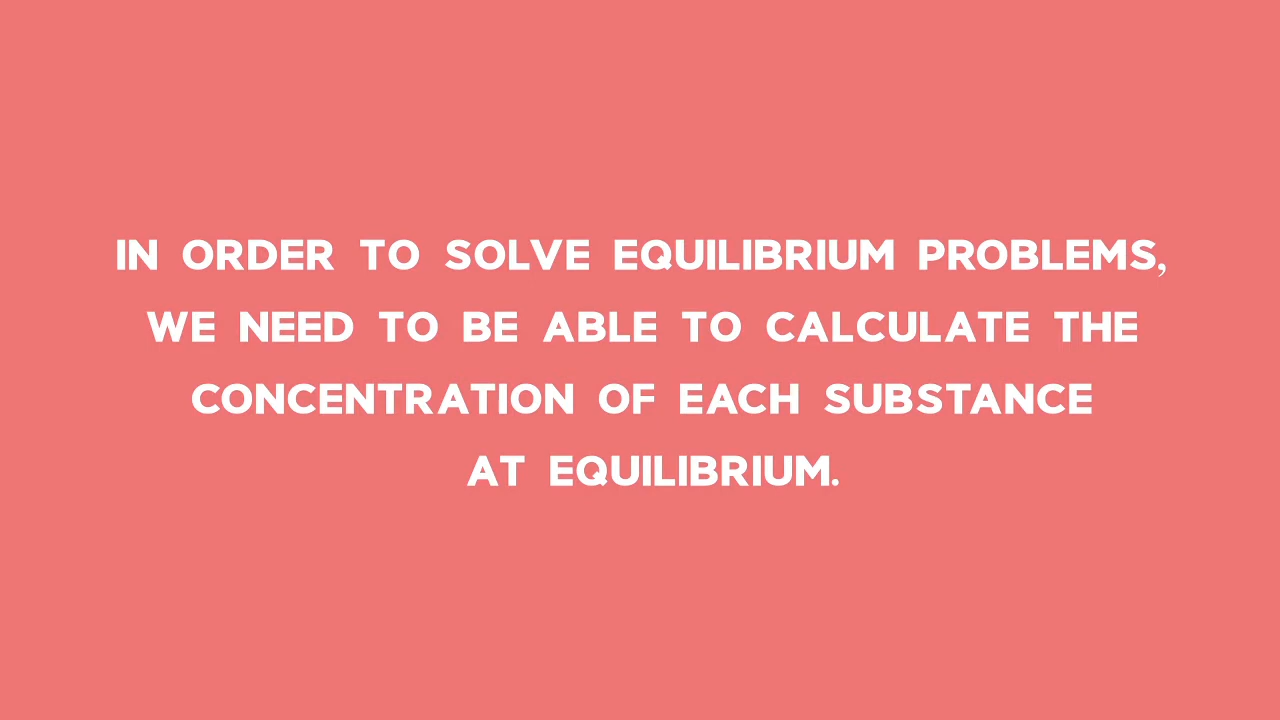 IN ORDER TO SOLVE EQUILIBRIUM PROBLEMS,
WE NEED TO BE ABLE TO CALCULATE THE
CONCENTRATION OF EACH SUBSTANCE
AT EQUILIBRIUM.